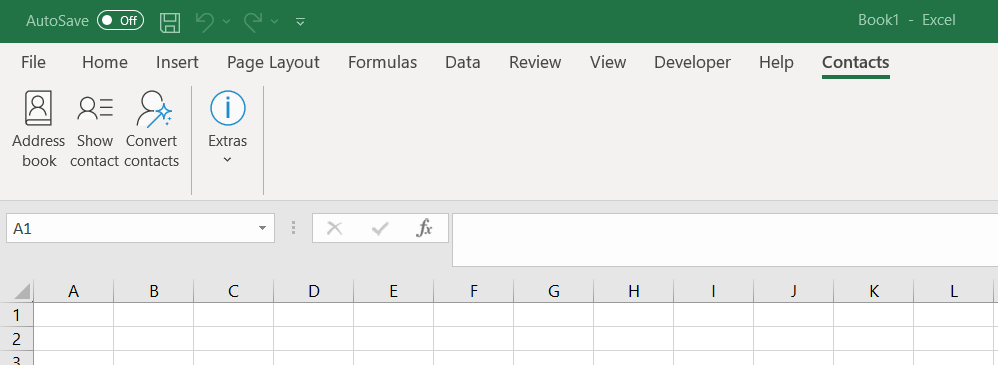 AutoSave Off Book1 - Excel
File Home Insert Page Layout Formulas Data Review View Developer Help Contacts
Address book
Show contact
Convert contacts
Extras
A1 fx
A B C D E F G H I J K L
1
2
3